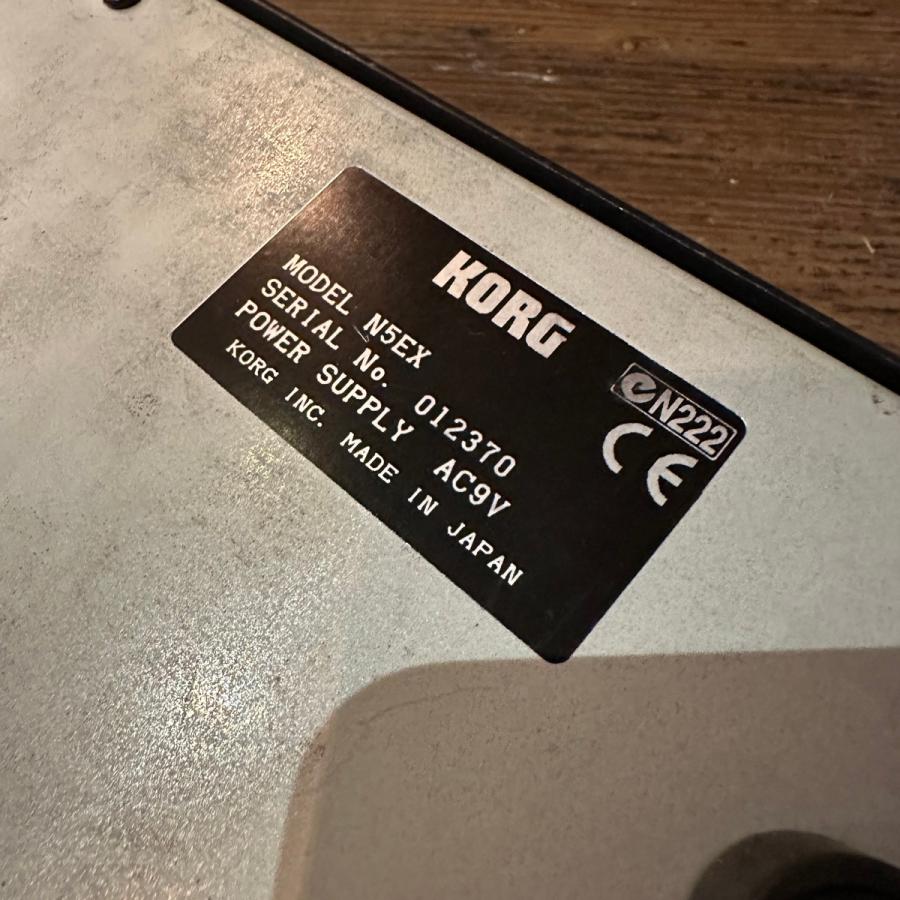 KORG
MODEL N5EX
SERIAL No. 012370
POWER SUPPLY AC9V
KORG INC. MADE IN JAPAN
N222
CE